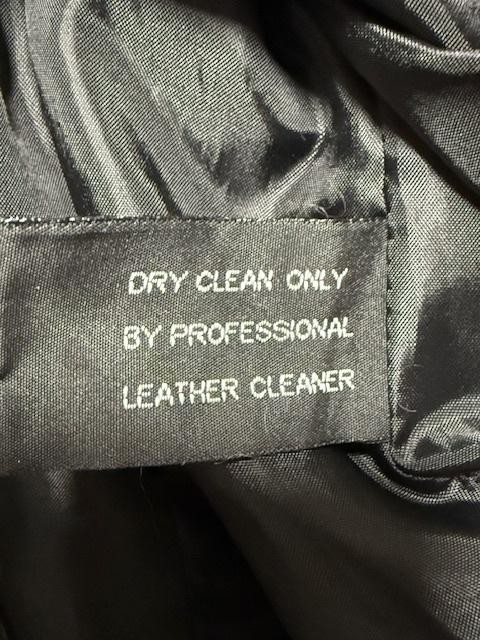 DRY CLEAN ONLY
BY PROFESSIONAL
LEATHER CLEANER